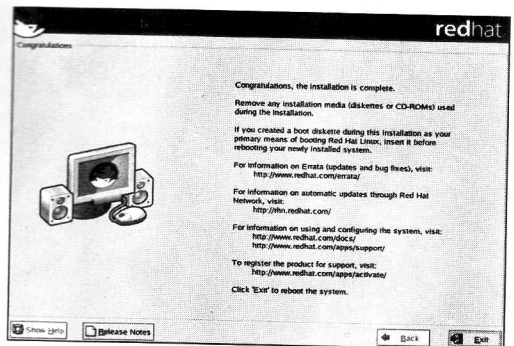 redhat
Congratulations
Congratulations, the installation is complete.
Remove any installation media (diskettes or CD-ROMs) used
during the installation.
If you created a boot diskette during this installation as your
primary means of booting Red Hat Linux, insert it before
rebooting your newly installed system.
For information on Errata (updates and bug fixes), visit:
http://www.redhat.com/errata/
For information on automatic updates through Red Hat
Network, visit:
http://rhn.redhat.com/
For information on using and configuring the system, visit:
http://www.redhat.com/docs/
http://www.redhat.com/apps/support/
To register the product for support, visit:
http://www.redhat.com/apps/activate/
Click 'Exit' to reboot the system.
Show Help
Release Notes
Back
Exit